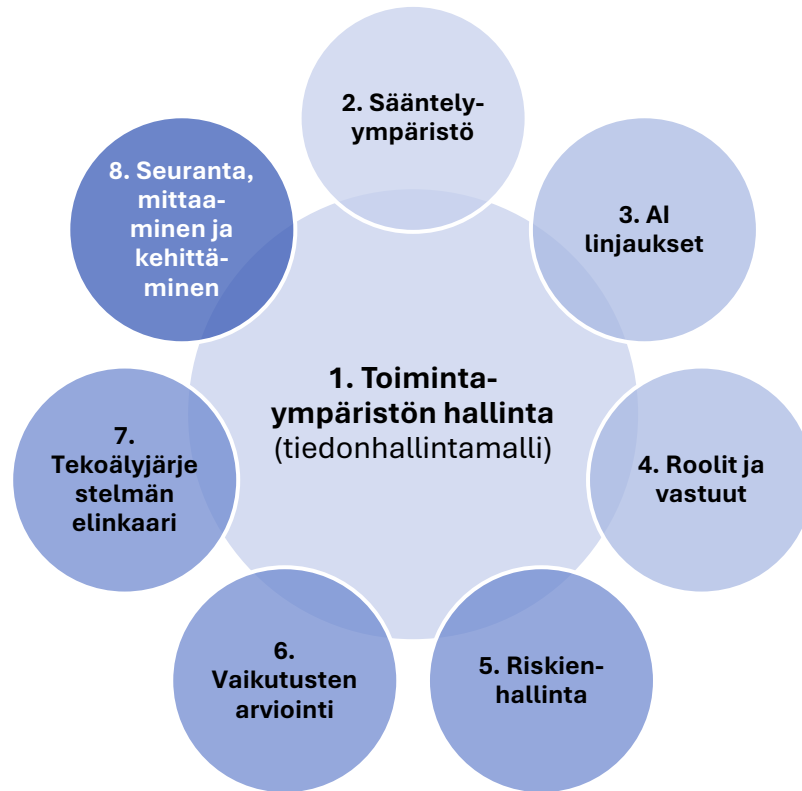 1. Toiminta-
ympäristön hallinta
(tiedonhallintamalli)
2. Sääntely-
ympäristö
3. AI
linjaukset
4. Roolit ja
vastuut
5. Riskien-
hallinta
6.
Vaikutusten
arviointi
7.
Tekoälyjärje
stelmän
elinkaari
8. Seuranta,
mittaa-
minen ja
kehittä-
minen